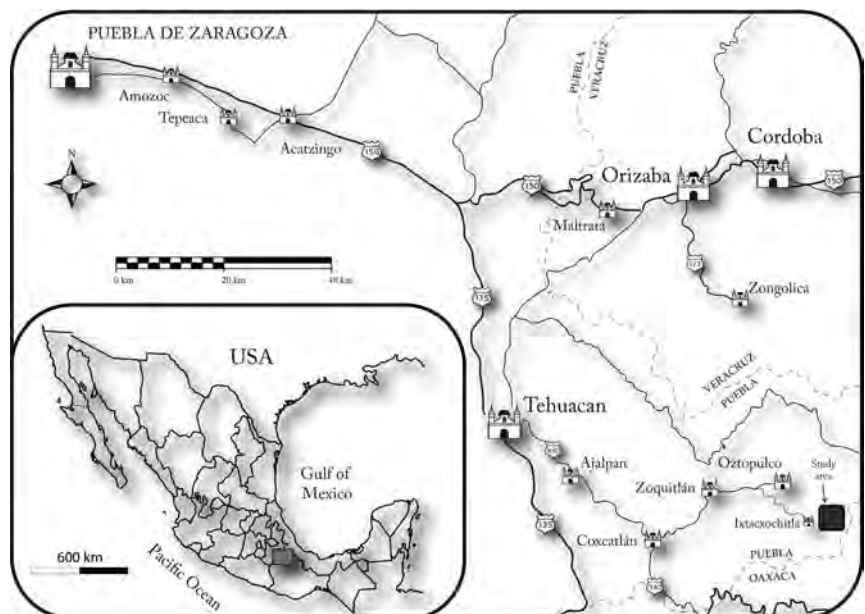 PUEBLA DE ZARAGOZA
Amozoc
Tepeaca
Acatzingo
150
N
0 km
20 km
40 km
PUEBLA
VERACRUZ
Orizaba
Cordoba
150
150
Maltrata
Zongolica
135
VERACRUZ
PUEBLA
Tehuacan
Ajalpan
Oztopulco
Zoquitlán
Study
area
Ixtacxochitla
135
Coxcatlán
PUEBLA
OAXACA
USA
Gulf of
Mexico
600 km
Pacific Ocean